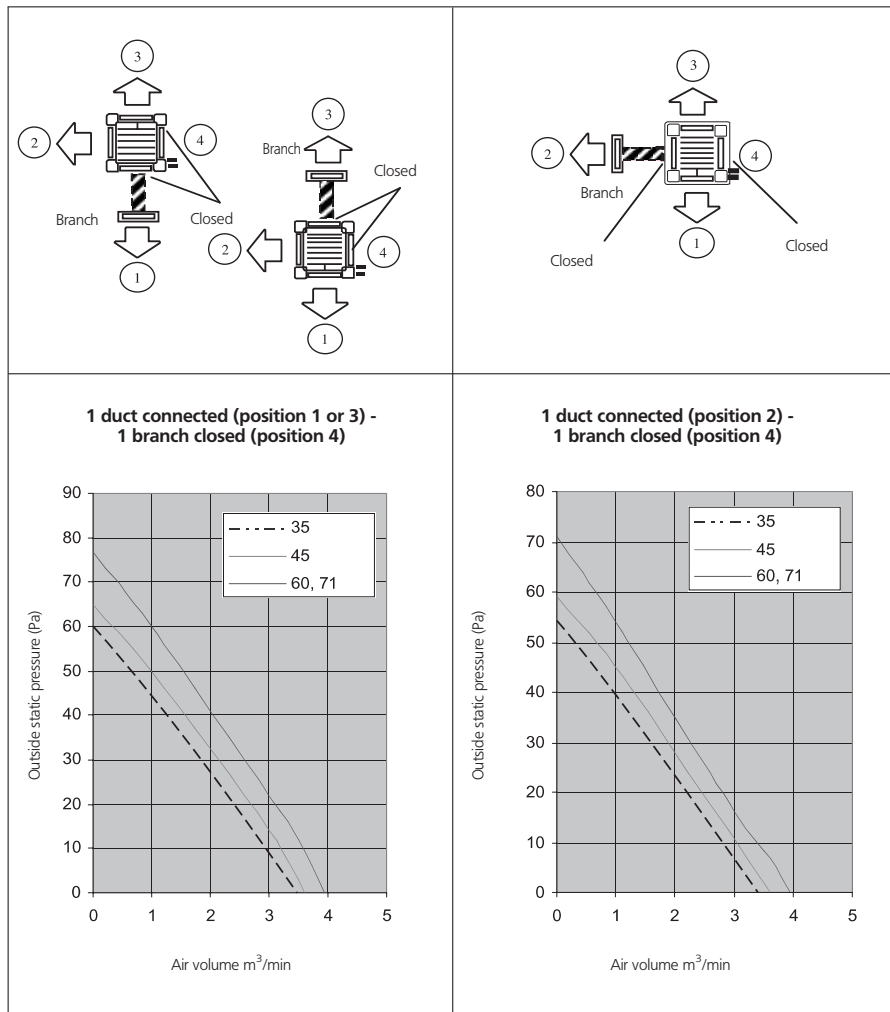 3
2
4
Branch
Closed
1
3
Branch
Closed
2
4
1
3
2
4
Branch
1
Closed
Closed
1 duct connected (position 1 or 3) -
1 branch closed (position 4)
90
80
70
60
50
40
30
20
10
0
Outside static pressure (Pa)
35
45
60, 71
0 1 2 3 4 5
Air volume m³/min
1 duct connected (position 2) -
1 branch closed (position 4)
80
70
60
50
40
30
20
10
0
Outside static pressure (Pa)
35
45
60, 71
0 1 2 3 4 5
Air volume m³/min